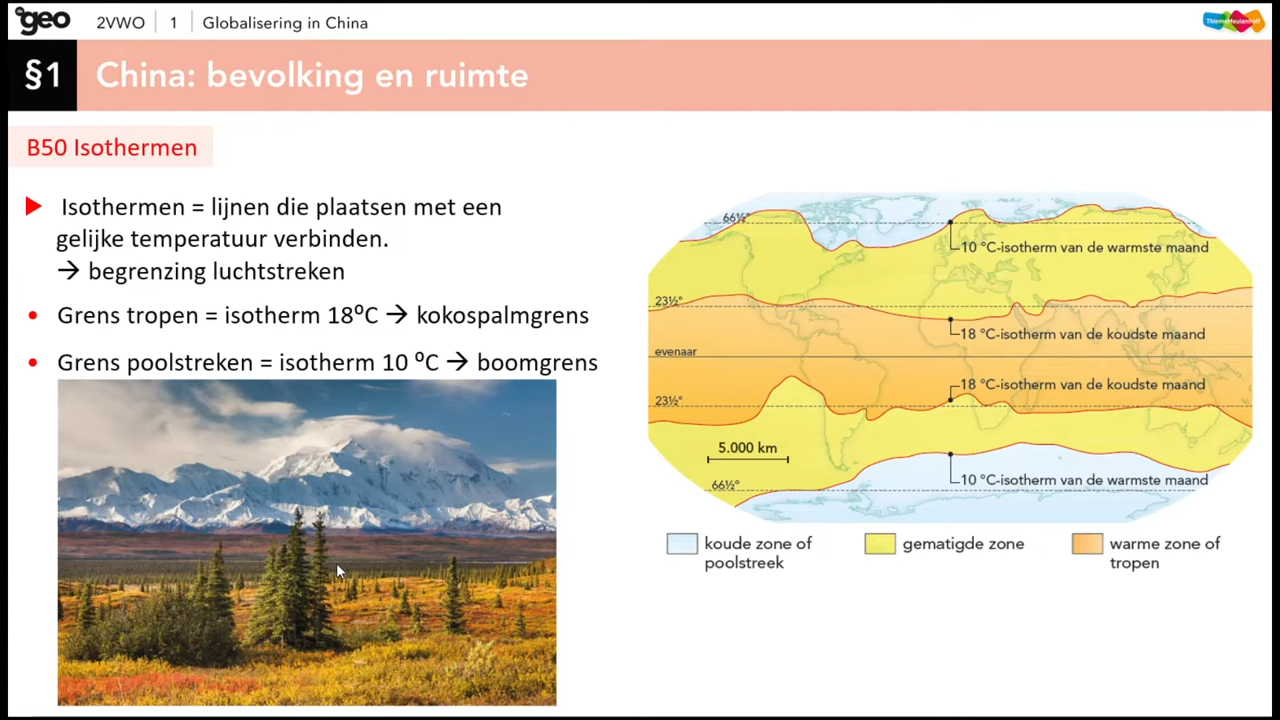 de geo
2VWO
1
Globalisering in China
ThiemeMeulenhoff
§1
China: bevolking en ruimte
B50 Isothermen
Isothermen = lijnen die plaatsen met een
gelijke temperatuur verbinden.
→ begrenzing luchtstreken
• Grens tropen = isotherm 18⁰C → kokospalmgrens
• Grens poolstreken = isotherm 10 ⁰C → boomgrens
66½°
10 °C-isotherm van de warmste maand
23½°
18 °C-isotherm van de koudste maand
evenaar
18 °C-isotherm van de koudste maand
23½°
5.000 km
10 °C-isotherm van de warmste maand
66½°
koude zone of
poolstreek
gematigde zone
warme zone of
tropen